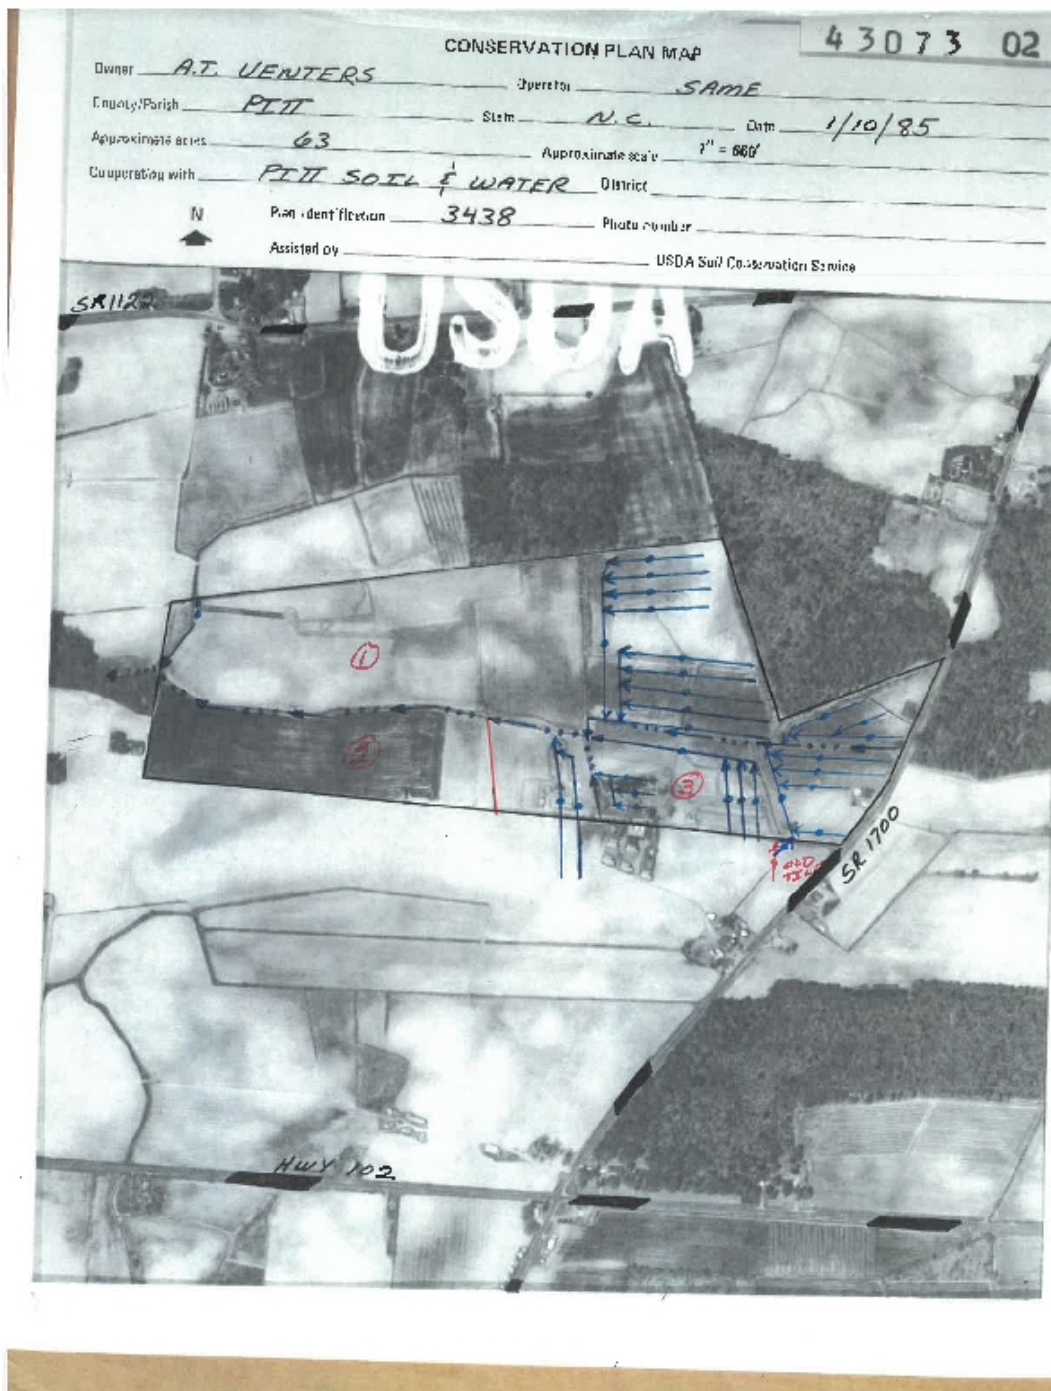 43073 02
CONSERVATION PLAN MAP
Owner A.T. VENTERS Operator SAME
County/Parish PITT State N.C. Date 1/10/85
Approximate acres 63 Approximate scale 1" = 660'
Cooperating with PITT SOIL & WATER District
N Plan identification 3438 Photo number
Assisted by USDA Soil Conservation Service
SR1122
USDA
1
2
3
SR 1700
HWY 102